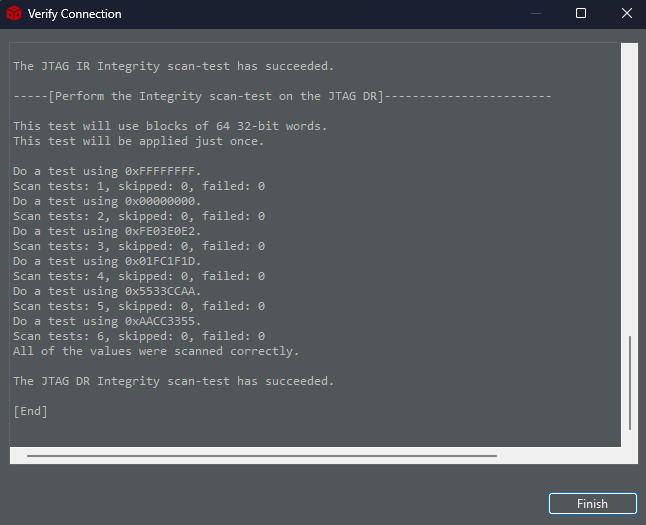 Verify Connection
The JTAG IR Integrity scan-test has succeeded.
-----[Perform the Integrity scan-test on the JTAG DR]------------------------
This test will use blocks of 64 32-bit words.
This test will be applied just once.
Do a test using 0xFFFFFFFF.
Scan tests: 1, skipped: 0, failed: 0
Do a test using 0x00000000.
Scan tests: 2, skipped: 0, failed: 0
Do a test using 0xFE03E0E2.
Scan tests: 3, skipped: 0, failed: 0
Do a test using 0x01FC1F1D.
Scan tests: 4, skipped: 0, failed: 0
Do a test using 0x5533CCAA.
Scan tests: 5, skipped: 0, failed: 0
Do a test using 0xAACC3355.
Scan tests: 6, skipped: 0, failed: 0
All of the values were scanned correctly.
The JTAG DR Integrity scan-test has succeeded.
[End]
Finish